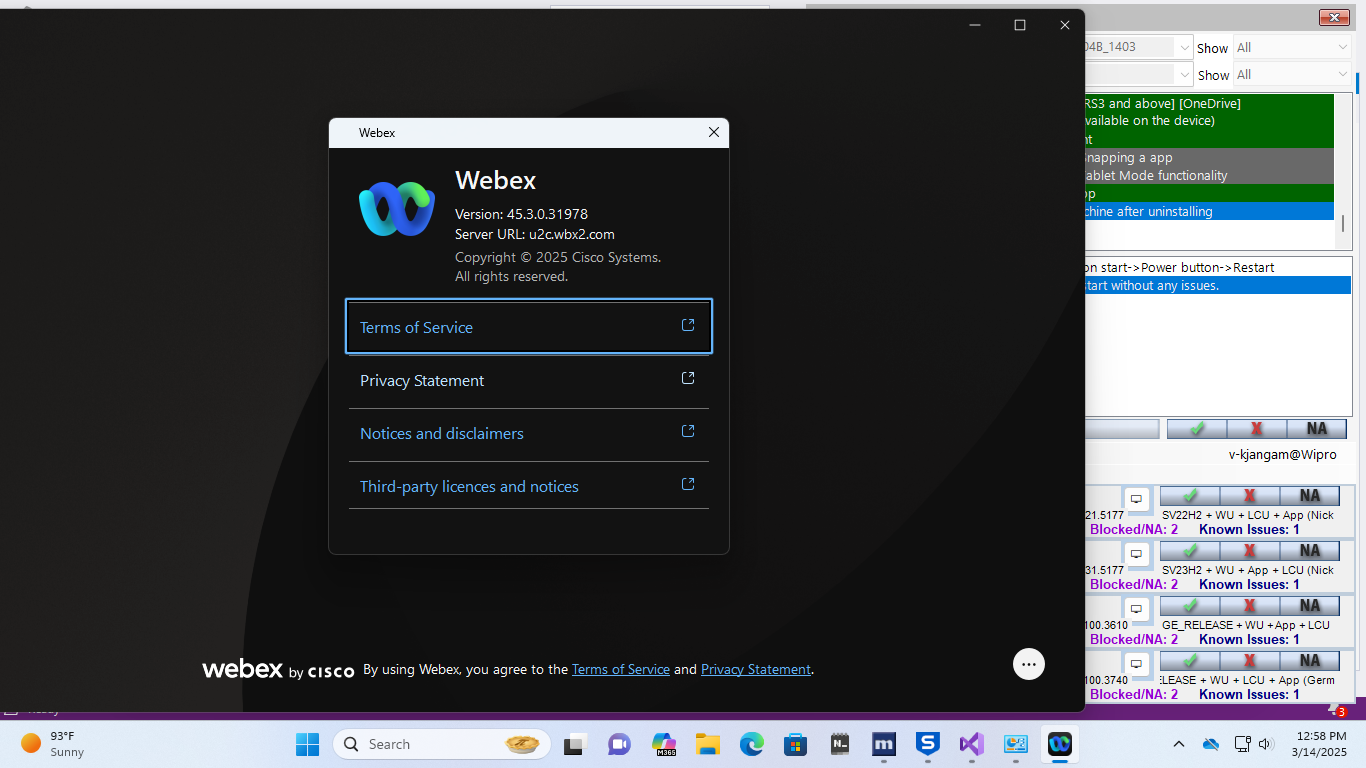 Webex
Webex
Version: 45.3.0.31978
Server URL: u2c.wbx2.com
Copyright © 2025 Cisco Systems.
All rights reserved.
Terms of Service
Privacy Statement
Notices and disclaimers
Third-party licences and notices
webex by CISCO By using Webex, you agree to the Terms of Service and Privacy Statement.
04B_1403 Show All
Show All
RS3 and above] [OneDrive]
vailable on the device)
nt
Snapping a app
ablet Mode functionality
pp
chine after uninstalling
on start->Power button->Restart
start without any issues.
X NA
v-kjangam@Wipro
X NA
21.5177 SV22H2 + WU + LCU + App (Nick
Blocked/NA: 2 Known Issues: 1
X NA
31.5177 SV23H2 + WU + App + LCU (Nick
Blocked/NA: 2 Known Issues: 1
X NA
100.3610 GE_RELEASE + WU + App + LCU
Blocked/NA: 2 Known Issues: 1
X NA
100.3740 ELEASE + WU + LCU + App (Germ
Blocked/NA: 2 Known Issues: 1
3
93°F
Sunny
Search
M365
N
m
S
12:58 PM
3/14/2025